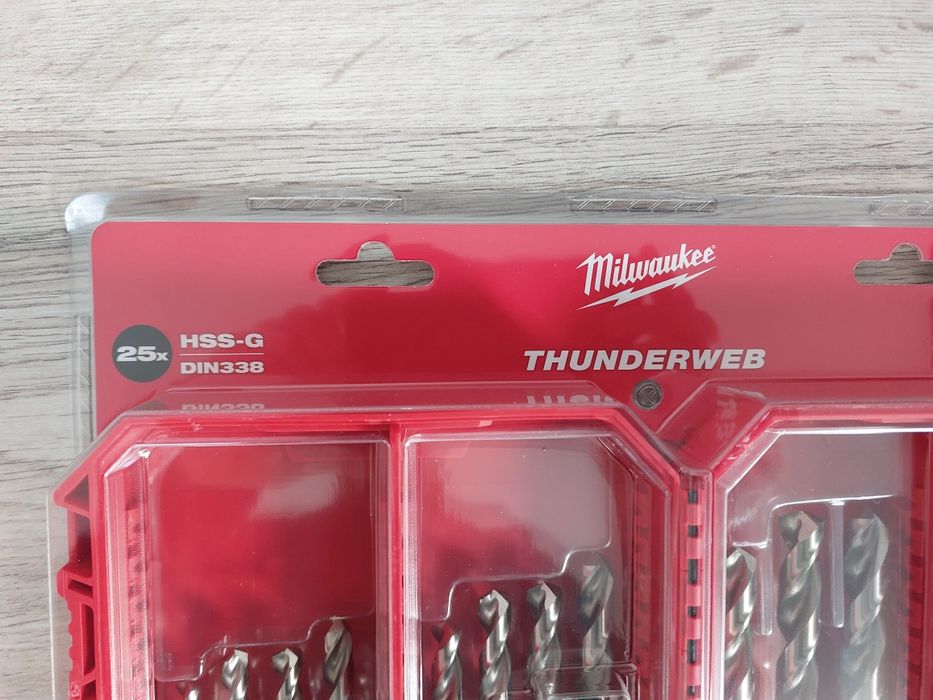 Milwaukee®
25x
HSS-G
DIN338
THUNDERWEB